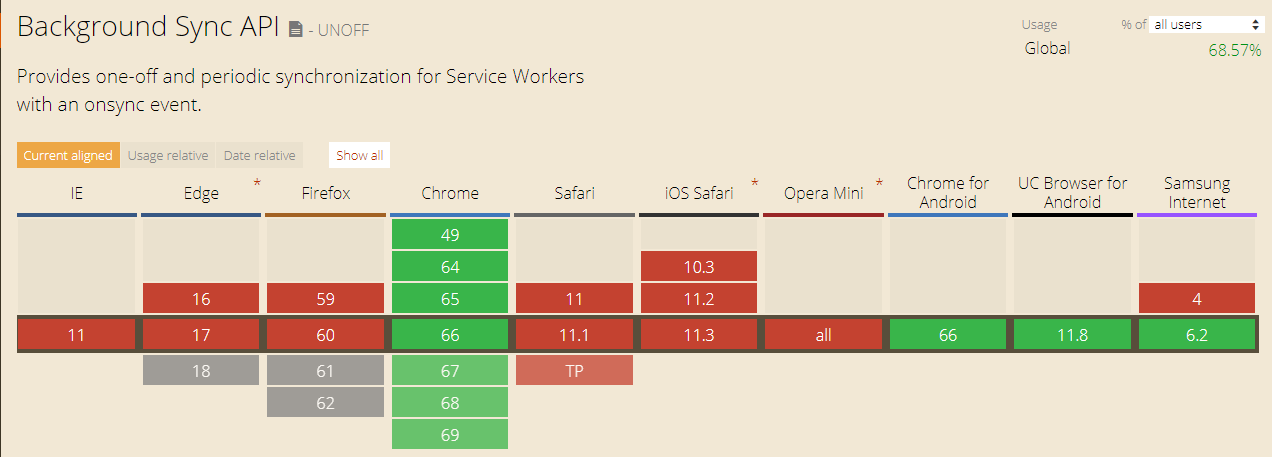 Background Sync API - UNOFF
Usage % of all users
Global 68.57%
Provides one-off and periodic synchronization for Service Workers
with an onsync event.
Current aligned Usage relative Date relative Show all
IE Edge * Firefox Chrome Safari iOS Safari * Opera Mini * Chrome for Android UC Browser for Android Samsung Internet
49
64 10.3
16 59 65 11 11.2 4
11 17 60 66 11.1 11.3 all 66 11.8 6.2
18 61 67 TP
62 68
69